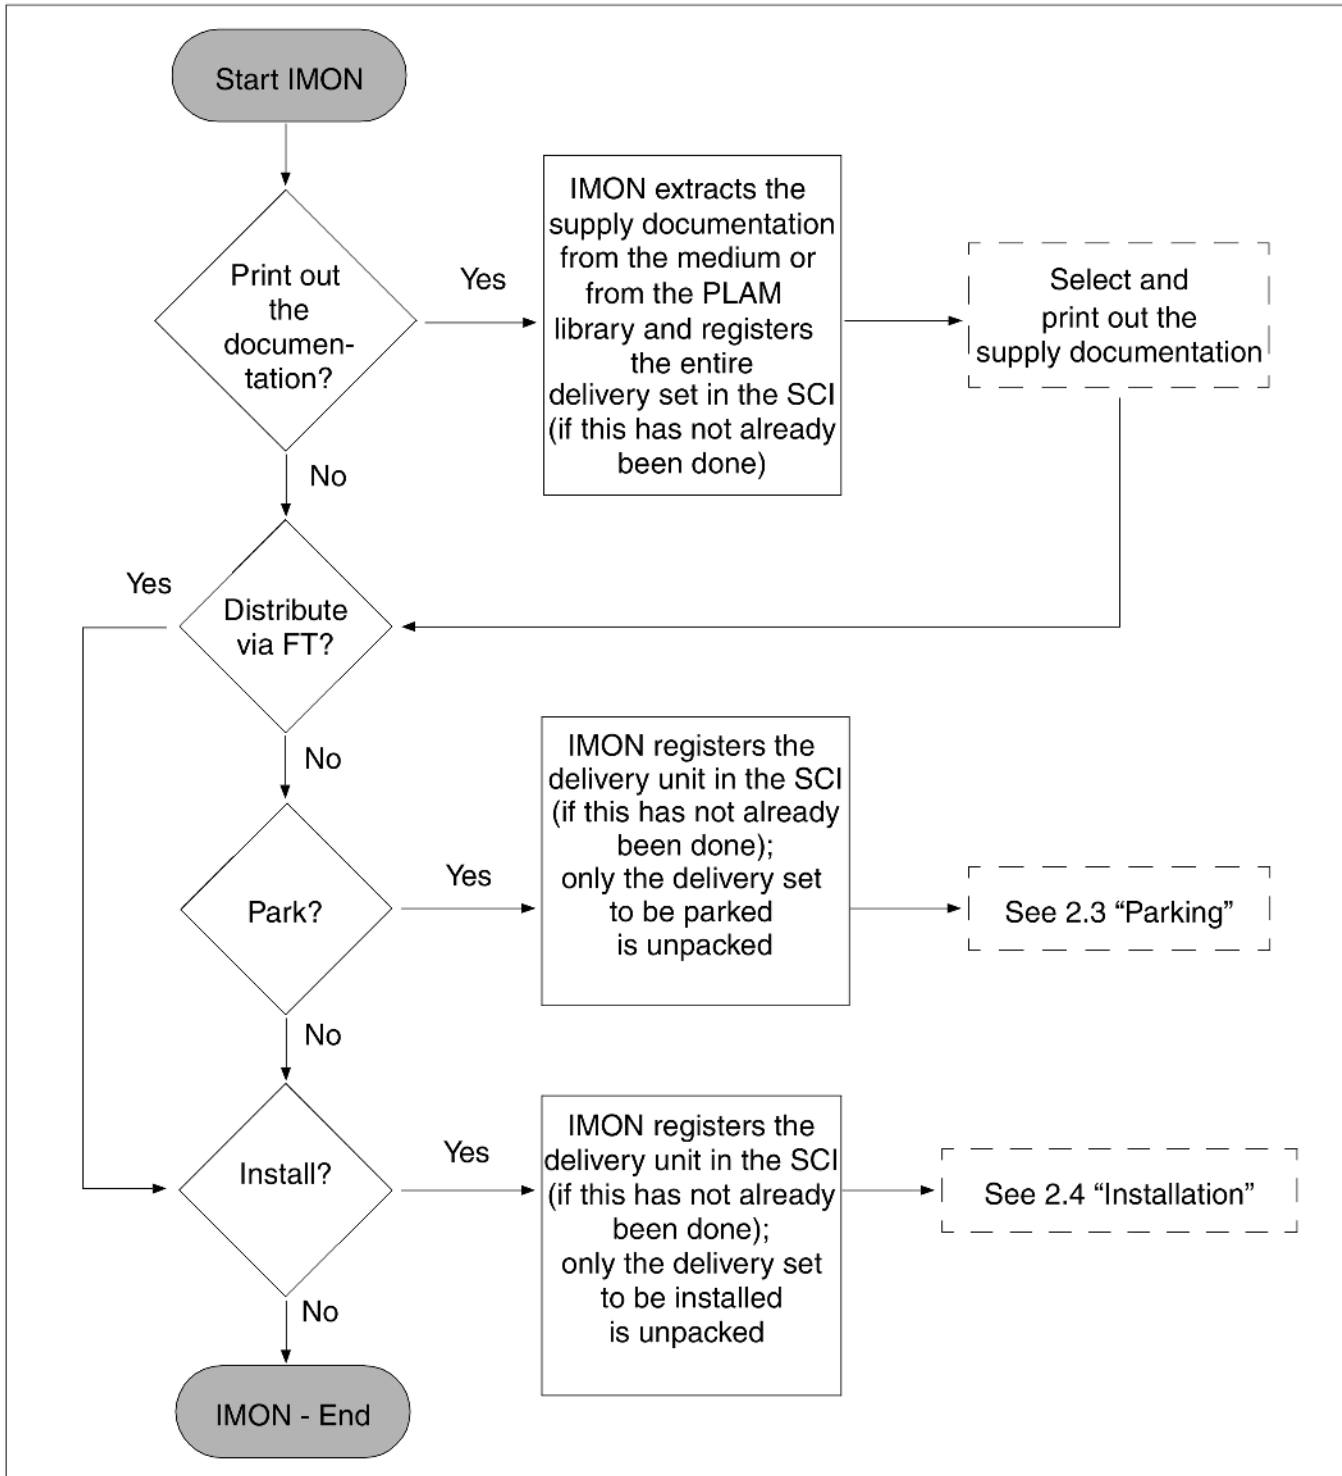 Start IMON
Print out
the
documen-
tation?
Yes
IMON extracts the
supply documentation
from the medium or
from the PLAM
library and registers
the entire
delivery set in the SCI
(if this has not already
been done)
Select and
print out the
supply documentation
No
Yes
Distribute
via FT?
No
IMON registers the
delivery unit in the SCI
(if this has not already
been done);
only the delivery set
to be parked
is unpacked
Park?
Yes
See 2.3 “Parking”
No
Install?
Yes
IMON registers the
delivery unit in the SCI
(if this has not already
been done);
only the delivery set
to be installed
is unpacked
See 2.4 “Installation”
No
IMON - End